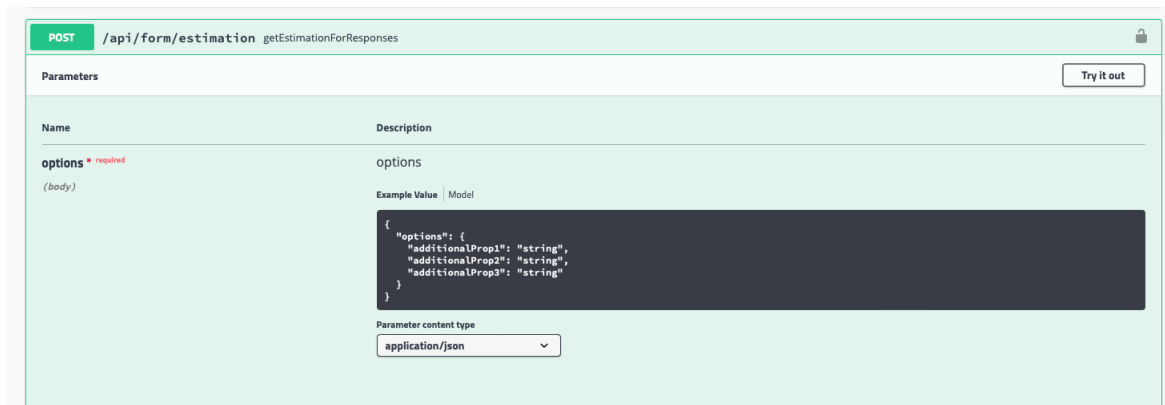 POST /api/form/estimation getEstimationForResponses
Parameters
Try it out
Name Description
options * required options
(body)
Example Value Model
{
"options": {
"additionalProp1": "string",
"additionalProp2": "string",
"additionalProp3": "string"
}
}
Parameter content type
application/json